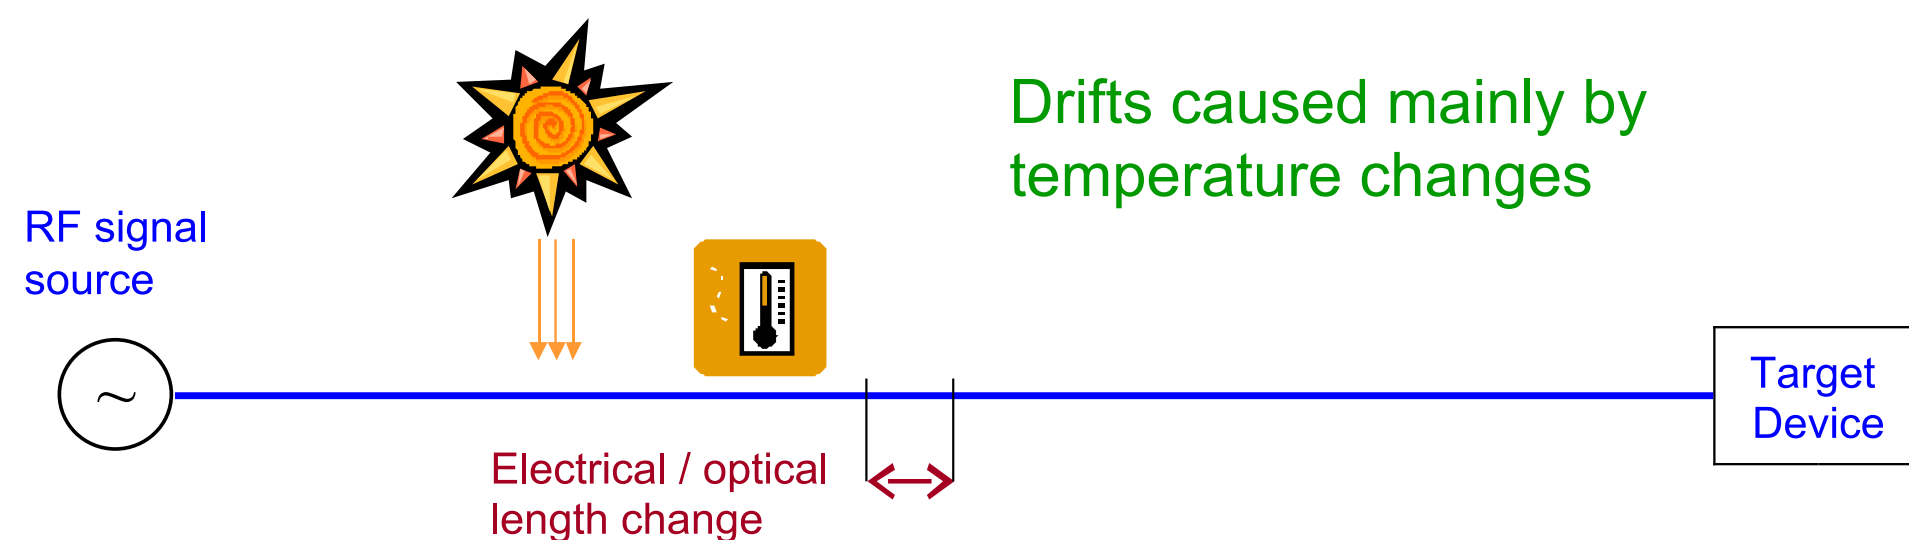 Drifts caused mainly by
temperature changes
RF signal
source
~
Target
Device
Electrical / optical
length change